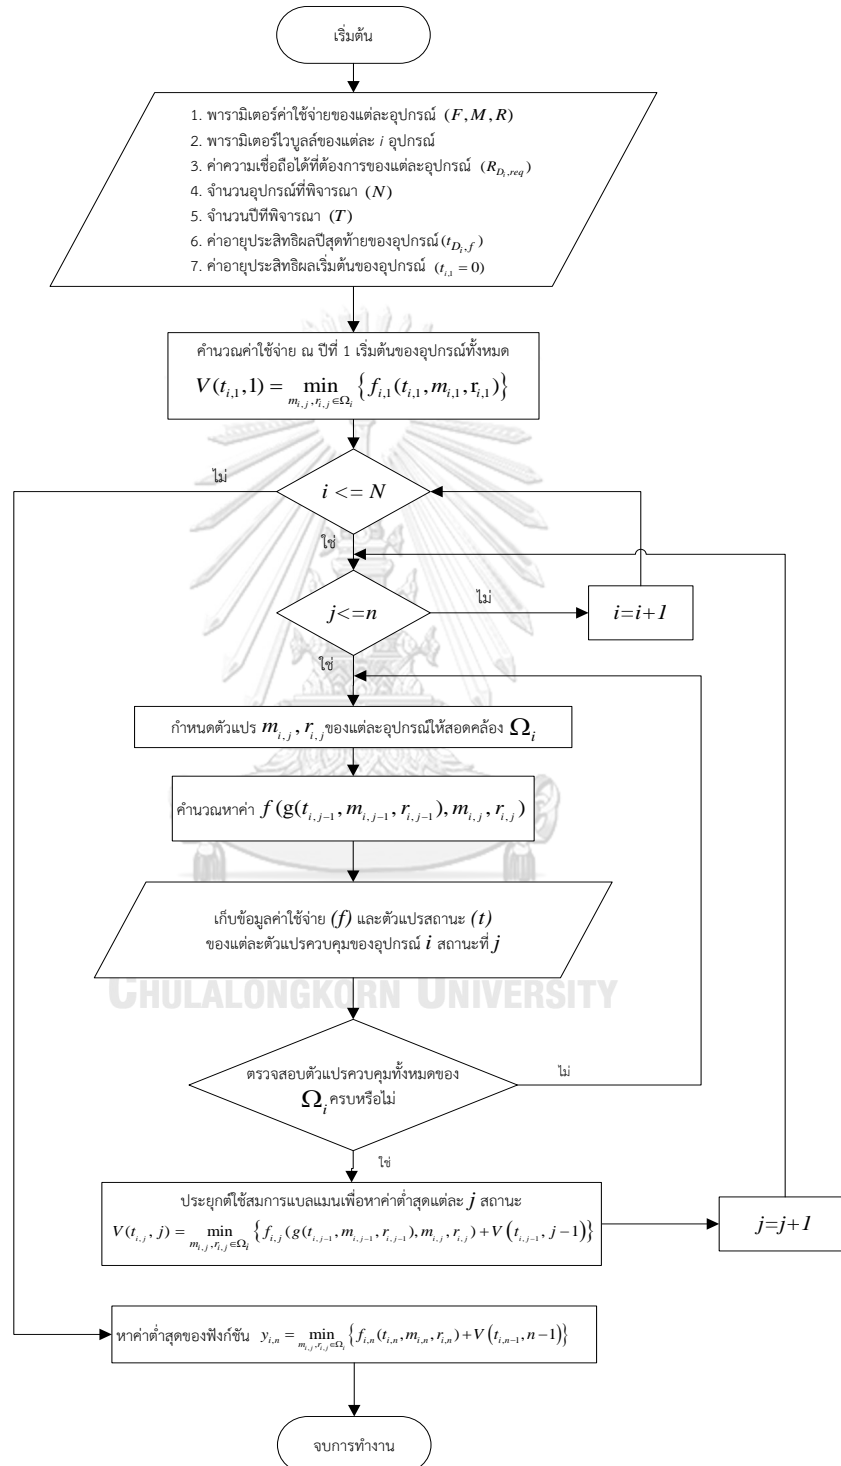 เริ่มต้น
1. พารามิเตอร์ค่าใช้จ่ายของแต่ละอุปกรณ์ (F, M, R)
2. พารามิเตอร์ไวบูลล์ของแต่ละ i อุปกรณ์
3. ค่าความเชื่อถือได้ที่ต้องการของแต่ละอุปกรณ์ (R_{D_i,req})
4. จำนวนอุปกรณ์ที่พิจารณา (N)
5. จำนวนปีที่พิจารณา (T)
6. ค่าอายุประสิทธิผลปีสุดท้ายของอุปกรณ์ (t_{D_i,f})
7. ค่าอายุประสิทธิผลเริ่มต้นของอุปกรณ์ (t_{i,1} = 0)
คำนวณค่าใช้จ่าย ณ ปีที่ 1 เริ่มต้นของอุปกรณ์ทั้งหมด
V(t_{i,1}, 1) = min_{m_{i,j}, r_{i,j} ∈ Ω_i} {f_{i,1}(t_{i,1}, m_{i,1}, r_{i,1})}
ไม่
i <= N
ใช่
j<=n
ไม่
i=i+1
ใช่
กำหนดตัวแปร m_{i,j}, r_{i,j} ของแต่ละอุปกรณ์ให้สอดคล้อง Ω_i
คำนวณหาค่า f(g(t_{i,j-1}, m_{i,j-1}, r_{i,j-1}), m_{i,j}, r_{i,j})
เก็บข้อมูลค่าใช้จ่าย (f) และตัวแปรสถานะ (t)
ของแต่ละตัวแปรควบคุมของอุปกรณ์ i สถานะที่ j
CHULALONGKORN UNIVERSITY
ตรวจสอบตัวแปรควบคุมทั้งหมดของ
Ω_i ครบหรือไม่
ไม่
ใช่
ประยุกต์ใช้สมการแบลแมนเพื่อหาค่าต่ำสุดแต่ละ j สถานะ
V(t_{i,j}, j) = min_{m_{i,j}, r_{i,j} ∈ Ω_i} {f_{i,j}(g(t_{i,j-1}, m_{i,j-1}, r_{i,j-1}), m_{i,j}, r_{i,j}) + V(t_{i,j-1}, j-1)}
j=j+1
หาค่าต่ำสุดของฟังก์ชัน y_{i,n} = min_{m_{i,j}, r_{i,j} ∈ Ω_i} {f_{i,n}(t_{i,n}, m_{i,n}, r_{i,n}) + V(t_{i,n-1}, n-1)}
จบการทำงาน